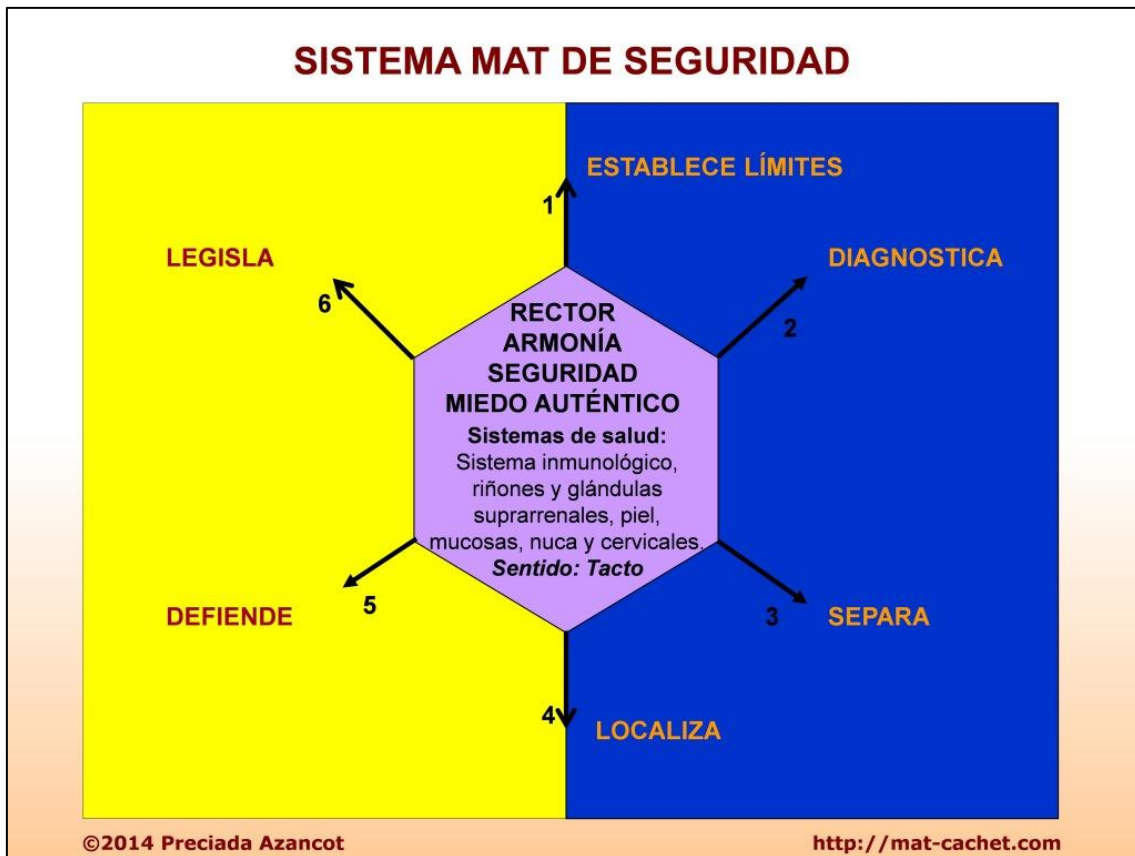 SISTEMA MAT DE SEGURIDAD
ESTABLECE LÍMITES
1
LEGISLA
DIAGNOSTICA
6
2
RECTOR
ARMONÍA
SEGURIDAD
MIEDO AUTÉNTICO
Sistemas de salud:
Sistema inmunológico,
riñones y glándulas
suprarrenales, piel,
mucosas, nuca y cervicales.
Sentido: Tacto
5
3
DEFIENDE
SEPARA
4
LOCALIZA
©2014 Preciada Azancot
http://mat-cachet.com